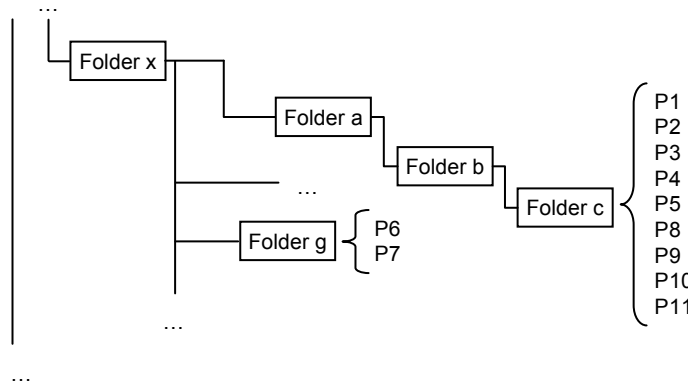 ...
Folder x
Folder a
Folder b
Folder c
P1
P2
P3
P4
P5
P8
P9
P10
P11
...
Folder g
P6
P7
...
...